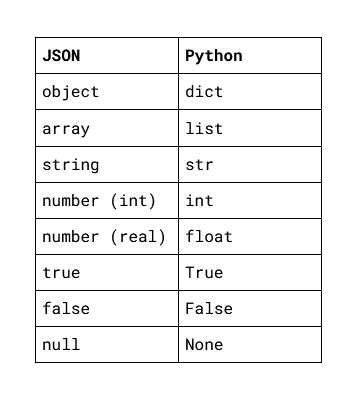 JSON Python
object dict
array list
string str
number (int) int
number (real) float
true True
false False
null None